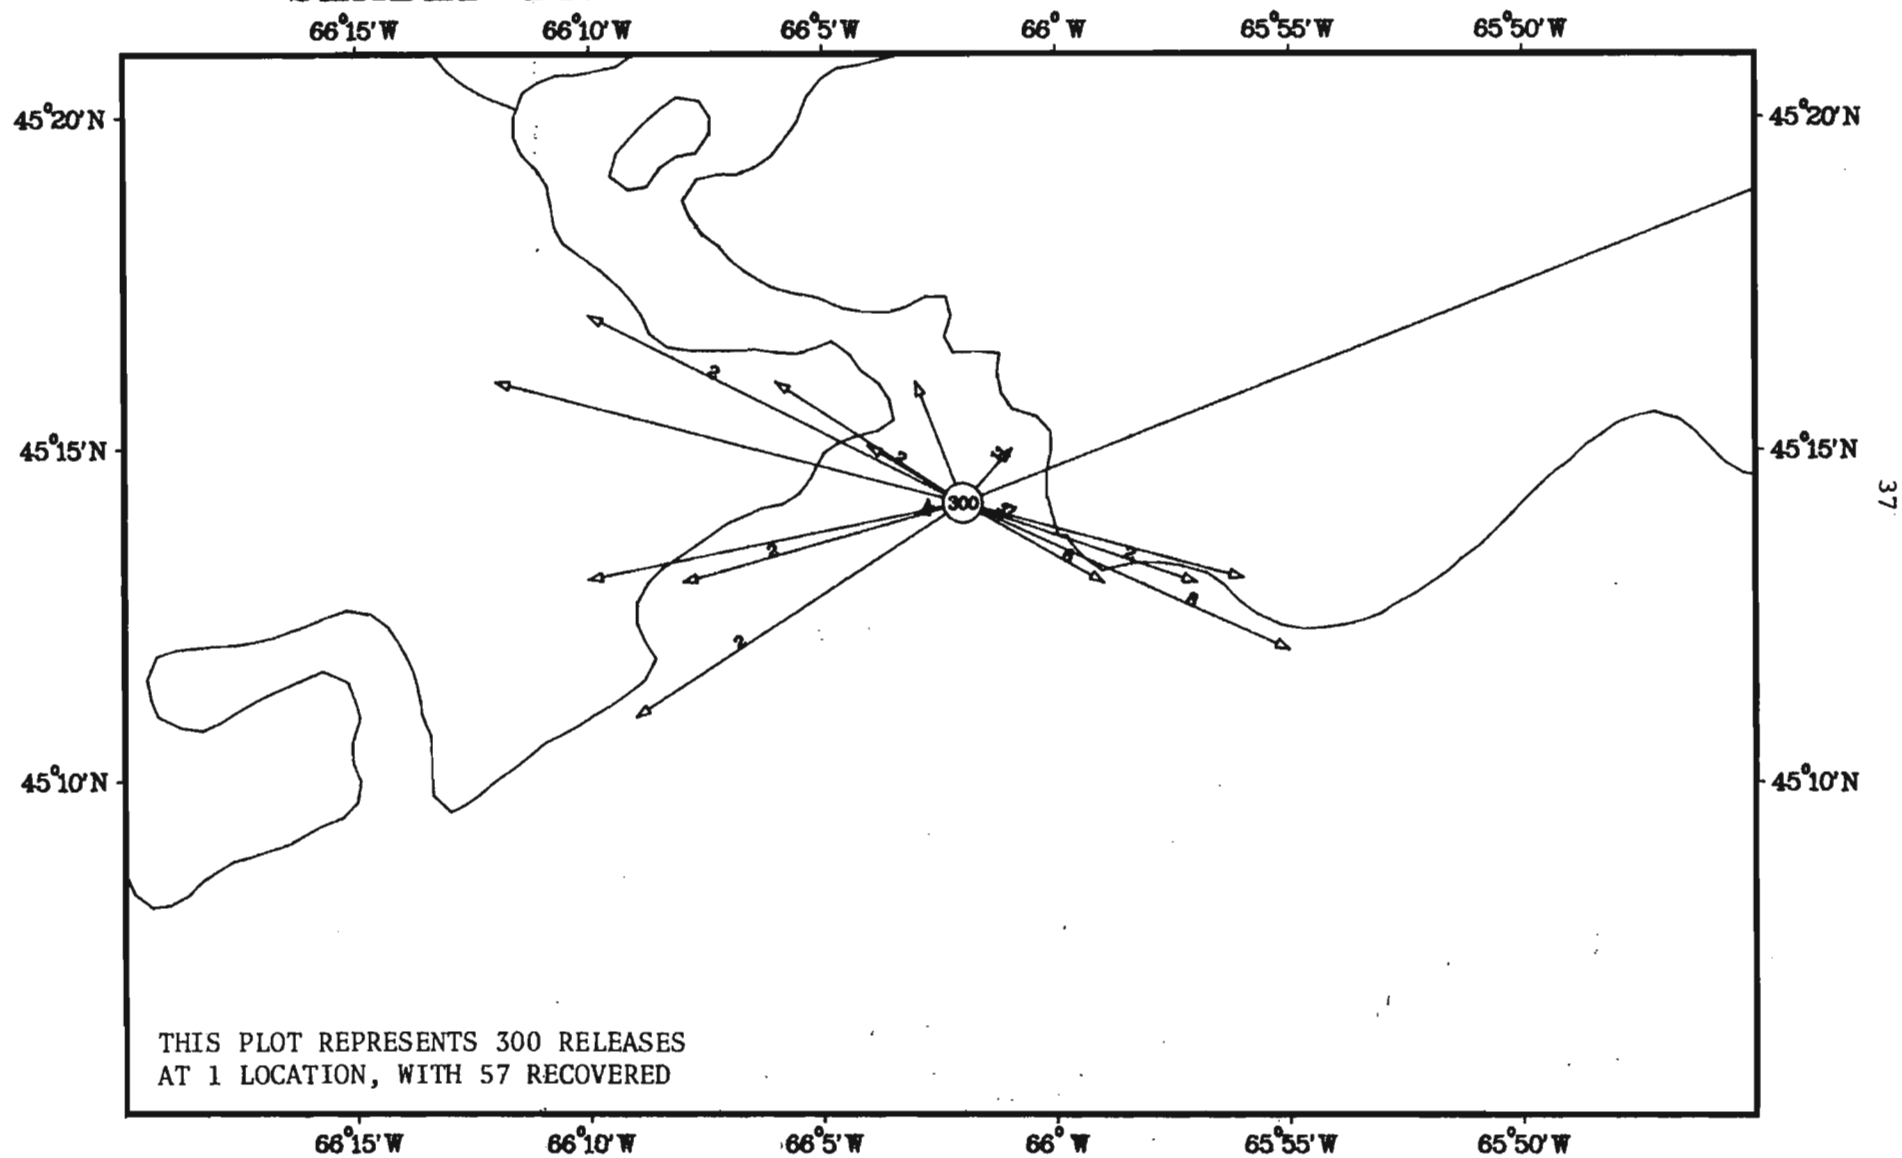 66°15'W 66°10'W 66°5'W 66°W 65°55'W 65°50'W
45°20'N 45°20'N
2
2
45°15'N 45°15'N
300
37
2
2
2
45°10'N 45°10'N
THIS PLOT REPRESENTS 300 RELEASES
AT 1 LOCATION, WITH 57 RECOVERED
66°15'W 66°10'W 66°5'W 66°W 65°55'W 65°50'W